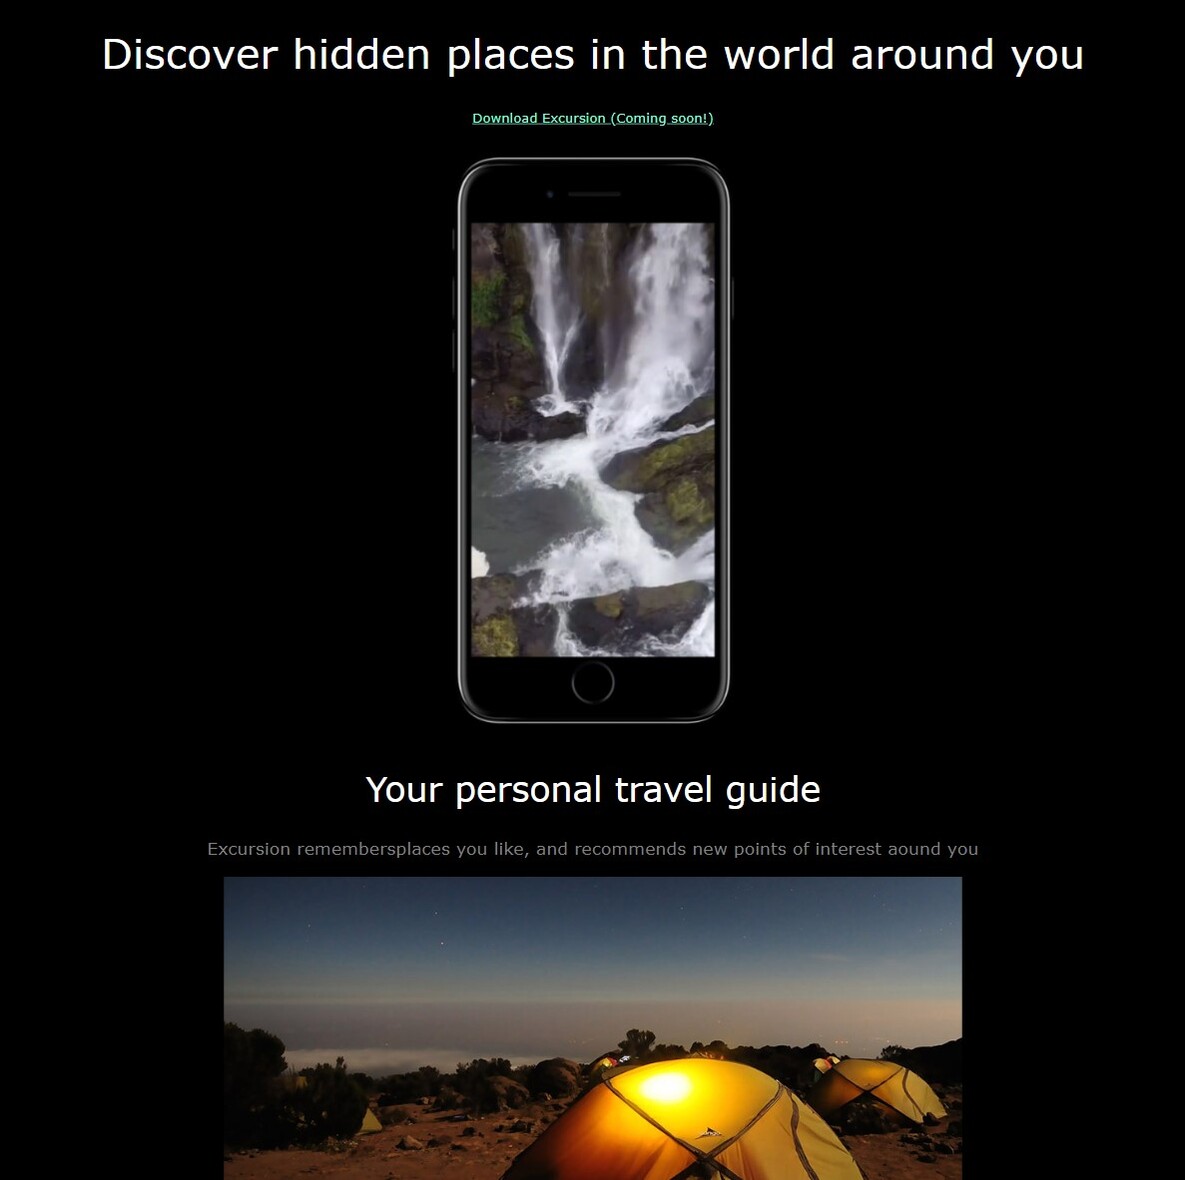 Discover hidden places in the world around you
Download Excursion (Coming soon!)
Your personal travel guide
Excursion remembersplaces you like, and recommends new points of interest aound you